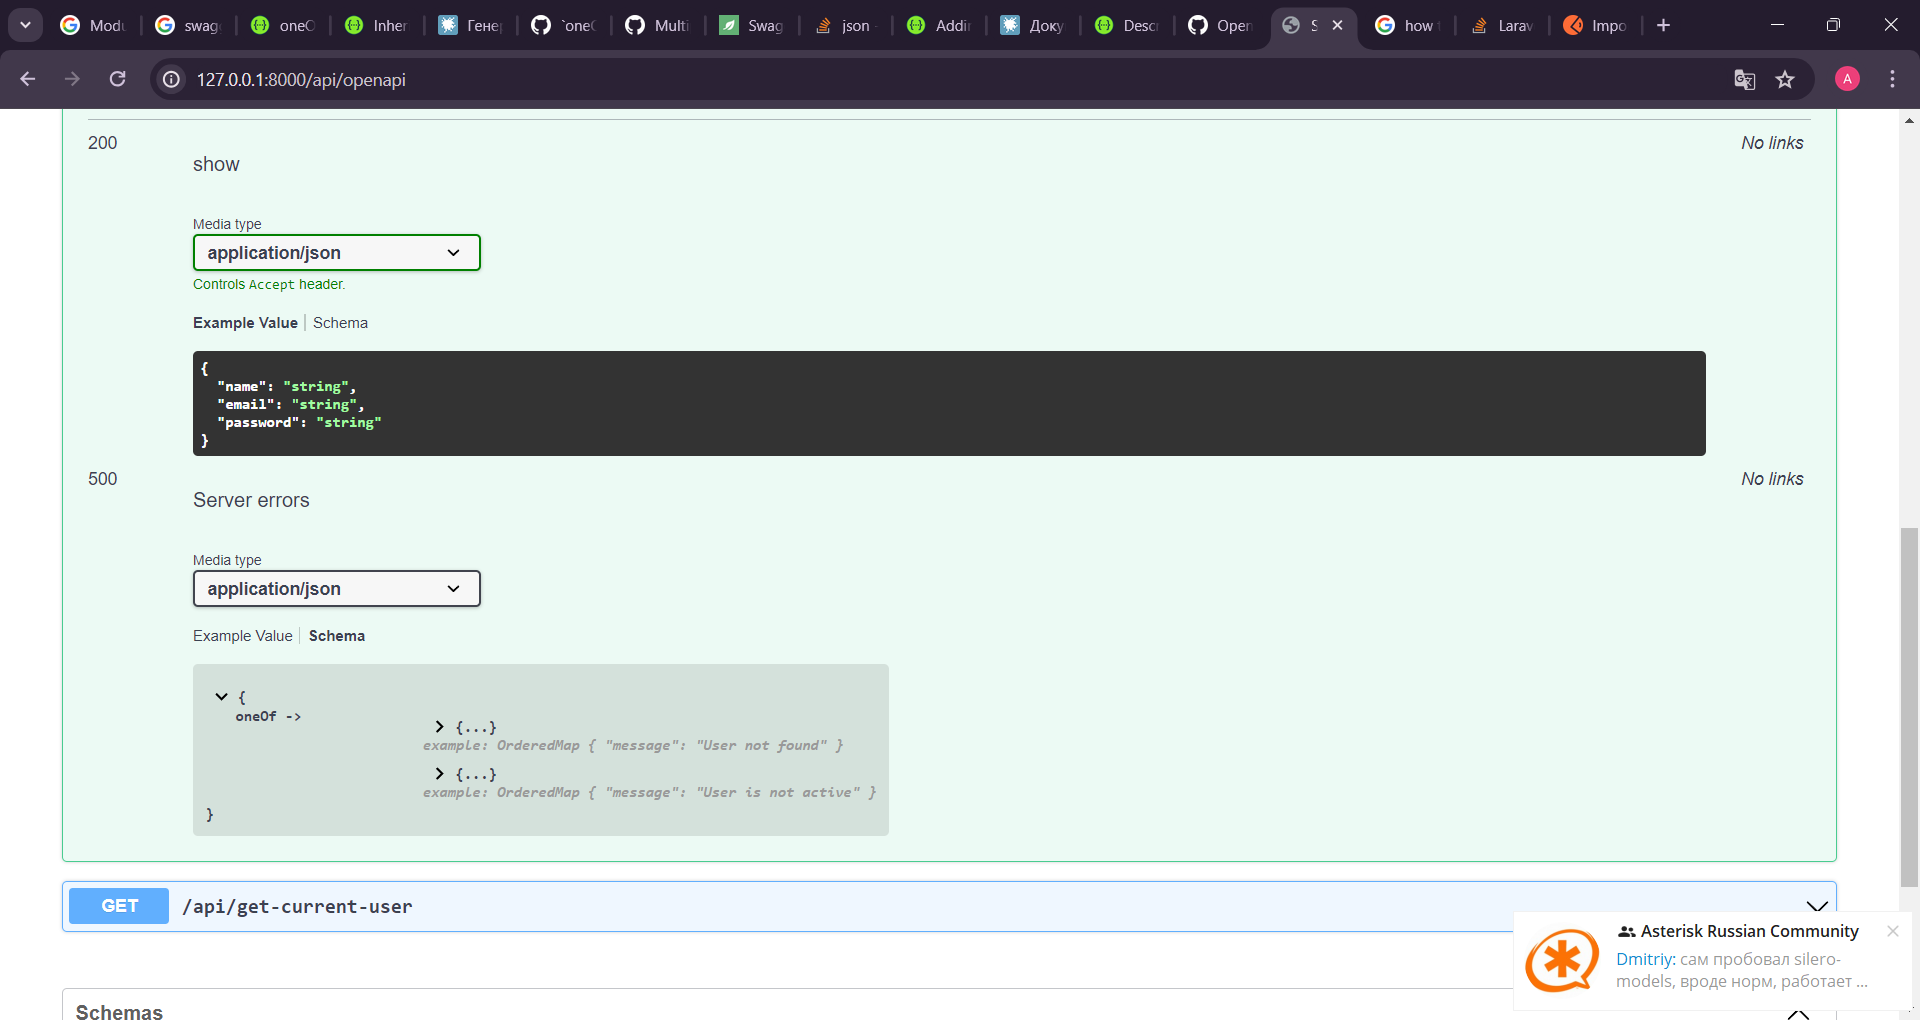 Modu
swag
oneO
Inher
Гене
`oneO
Multi
Swag
json
Addin
Доку
Descr
Open
S
how t
Larav
Impo
127.0.0.1:8000/api/openapi
A
200
No links
show
Media type
application/json
Controls Accept header.
Example Value
Schema
{
"name": "string",
"email": "string",
"password": "string"
}
500
No links
Server errors
Media type
application/json
Example Value
Schema
{
oneOf ->
{...}
example: OrderedMap { "message": "User not found" }
{...}
example: OrderedMap { "message": "User is not active" }
}
GET
/api/get-current-user
Asterisk Russian Community
Dmitriy: сам пробовал silero-
models, вроде норм, работает ...
Schemas